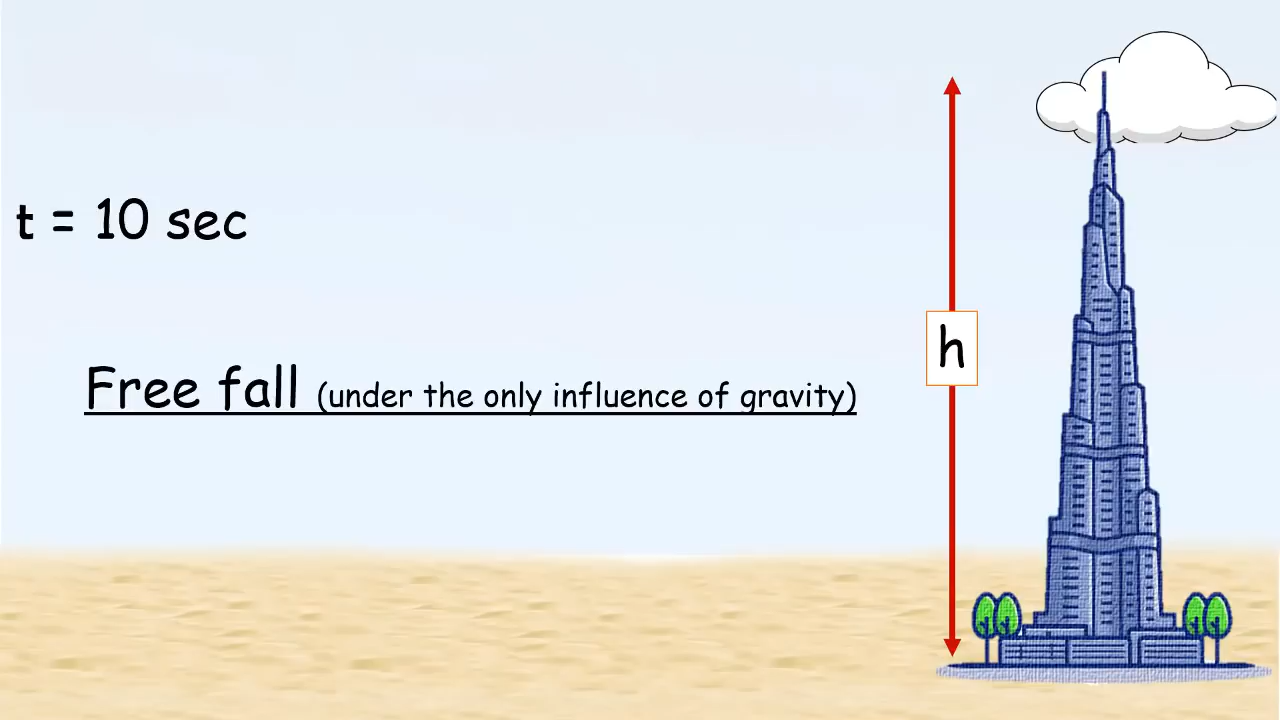 t = 10 sec
h
Free fall (under the only influence of gravity)